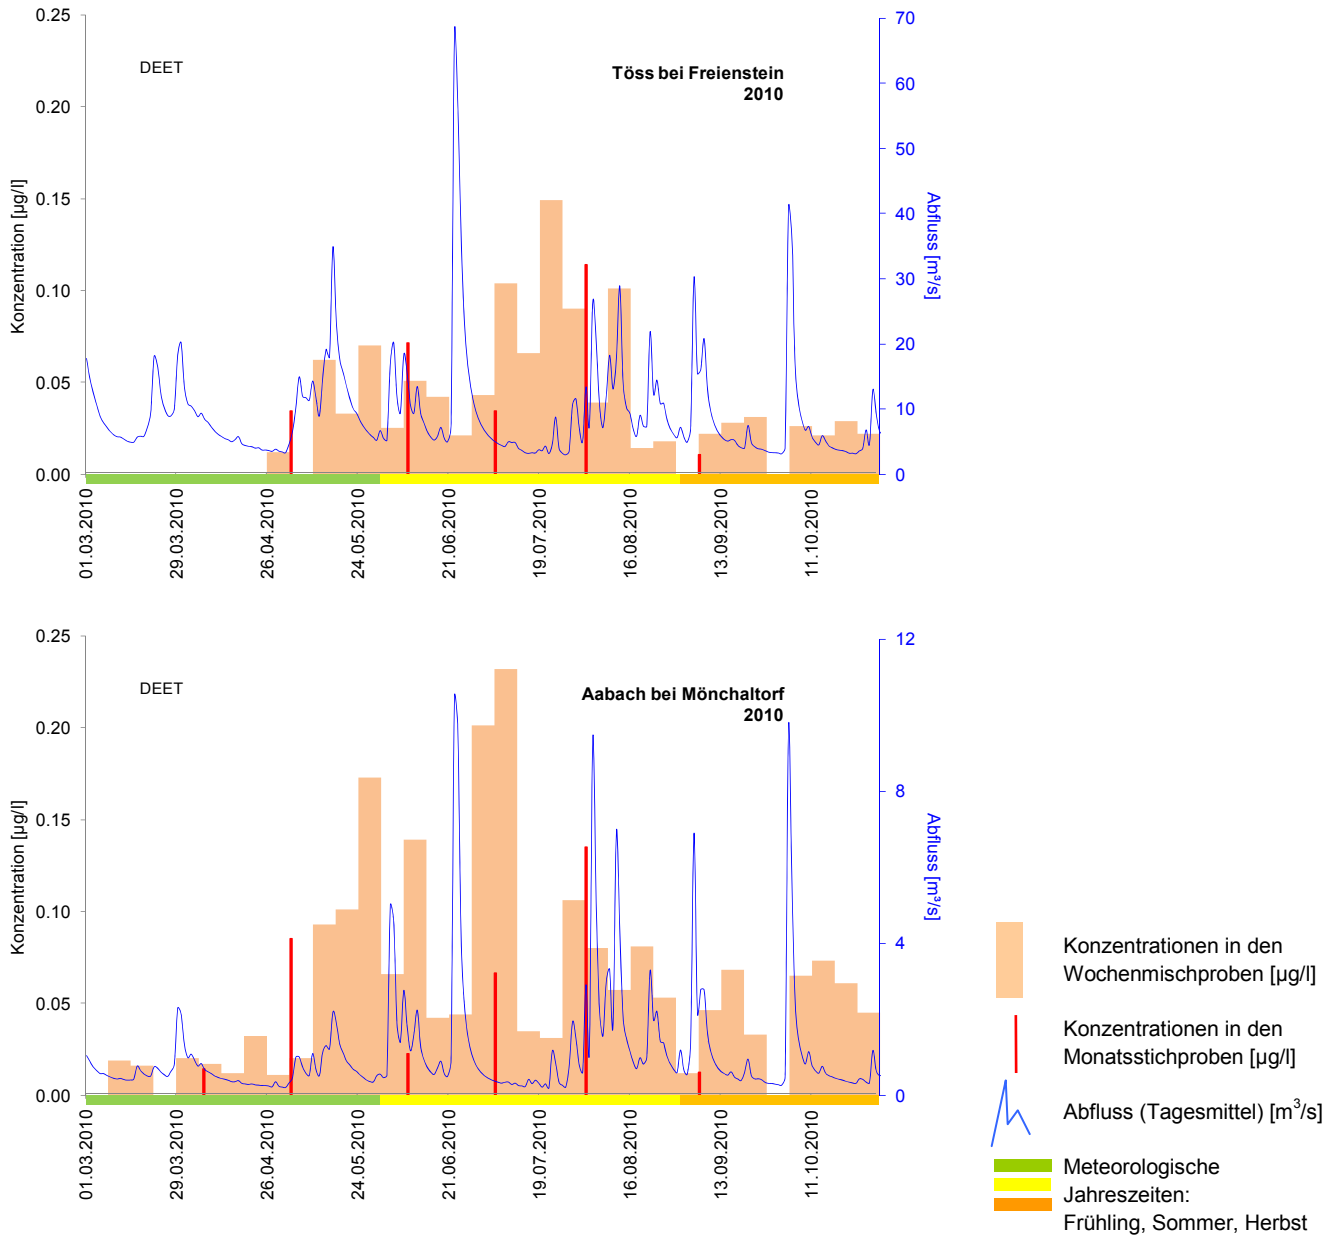 0.25
0.20
0.15
0.10
0.05
0.00
Konzentration [µg/l]
DEET
Töss bei Freienstein
2010
70
60
50
40
30
20
10
0
Abfluss [m³/s]
01.03.2010
29.03.2010
26.04.2010
24.05.2010
21.06.2010
19.07.2010
16.08.2010
13.09.2010
11.10.2010
0.25
0.20
0.15
0.10
0.05
0.00
Konzentration [µg/l]
DEET
Aabach bei Mönchaltorf
2010
12
8
4
0
Abfluss [m³/s]
01.03.2010
29.03.2010
26.04.2010
24.05.2010
21.06.2010
19.07.2010
16.08.2010
13.09.2010
11.10.2010
Konzentrationen in den
Wochenmischproben [µg/l]
Konzentrationen in den
Monatsstichproben [µg/l]
Abfluss (Tagesmittel) [m³/s]
Meteorologische
Jahreszeiten:
Frühling, Sommer, Herbst